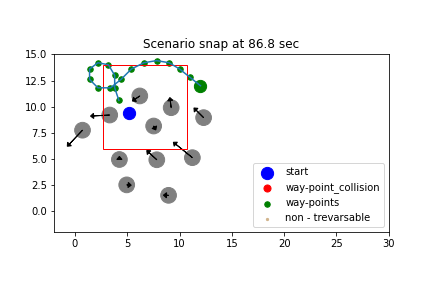 Scenario snap at 86.8 sec
15.0
12.5
10.0
7.5
5.0
2.5
0.0
0 5 10 15 20 25 30
start
way-point_collision
way-points
non - trevarsable